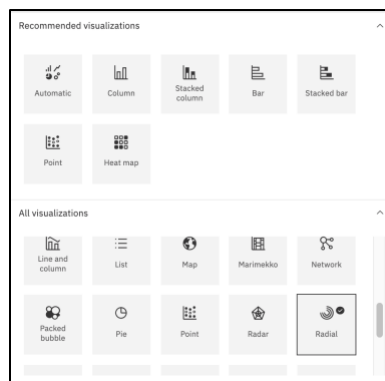 Recommended visualizations
Automatic
Column
Stacked
column
Bar
Stacked bar
Point
Heat map
All visualizations
Line and
column
List
Map
Marimekko
Network
Packed
bubble
Pie
Point
Radar
Radial